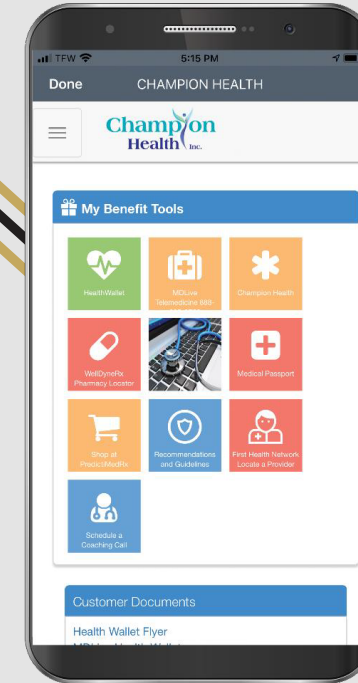 TFW 5:15 PM
Done CHAMPION HEALTH
Champion
Health Inc.
My Benefit Tools
HealthWallet
MDLive
Telemedicine 888-
Champion Health
WellDyneRx
Pharmacy Locator
Medical Passport
Shop at
PredictiMedRx
Recommendations
and Guidelines
First Health Network
Locate a Provider
Schedule a
Coaching Call
Customer Documents
Health Wallet Flyer